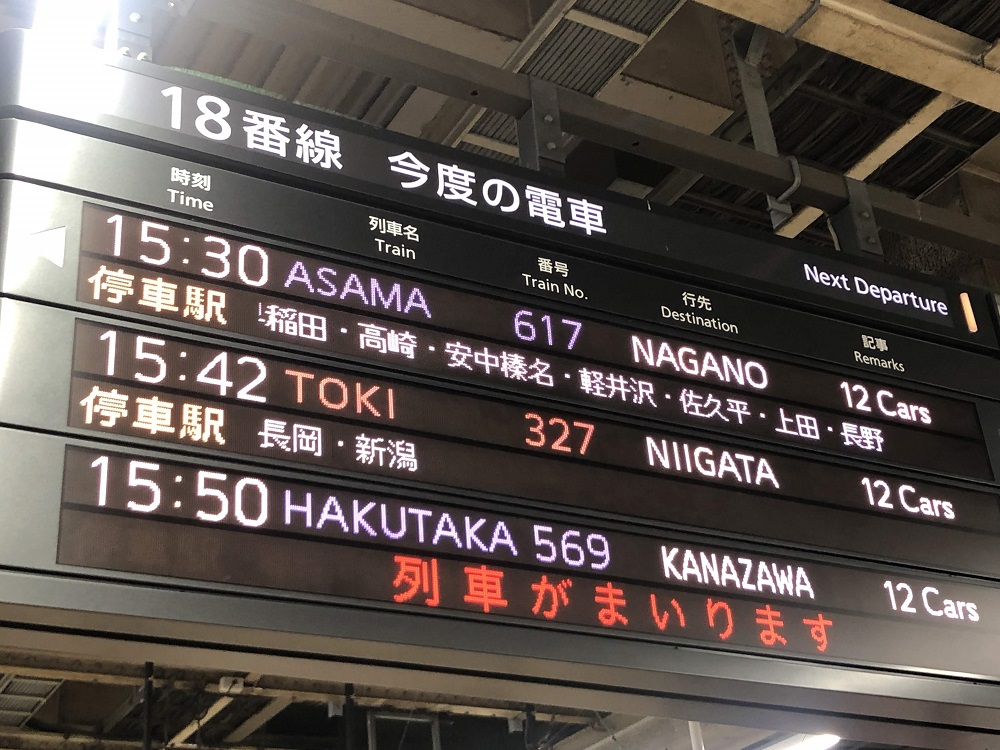 18番線 今度の電車
Next Departure
時刻 列車名 番号 行先 記事
Time Train Train No. Destination Remarks
15:30 ASAMA 617 NAGANO 12 Cars
停車駅 稲田・高崎・安中榛名・軽井沢・佐久平・上田・長野
15:42 TOKI 327 NIIGATA 12 Cars
停車駅 長岡・新潟
15:50 HAKUTAKA 569 KANAZAWA 12 Cars
列車がまいります